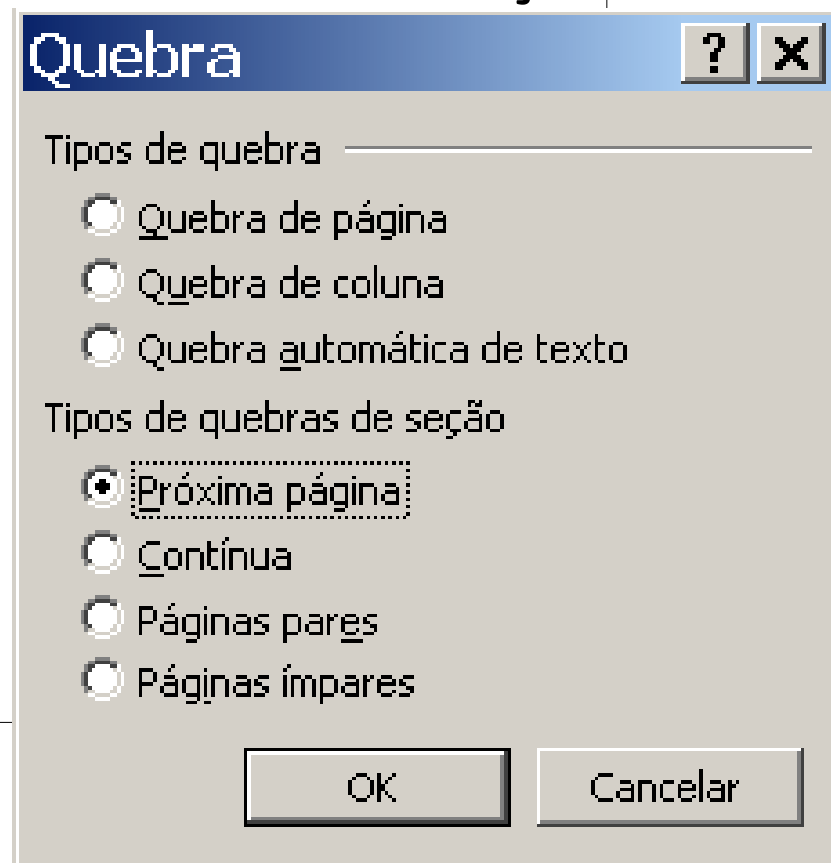 Quebra
Tipos de quebra
Quebra de página
Quebra de coluna
Quebra automática de texto
Tipos de quebras de seção
Próxima página
Contínua
Páginas pares
Páginas ímpares
OK Cancelar